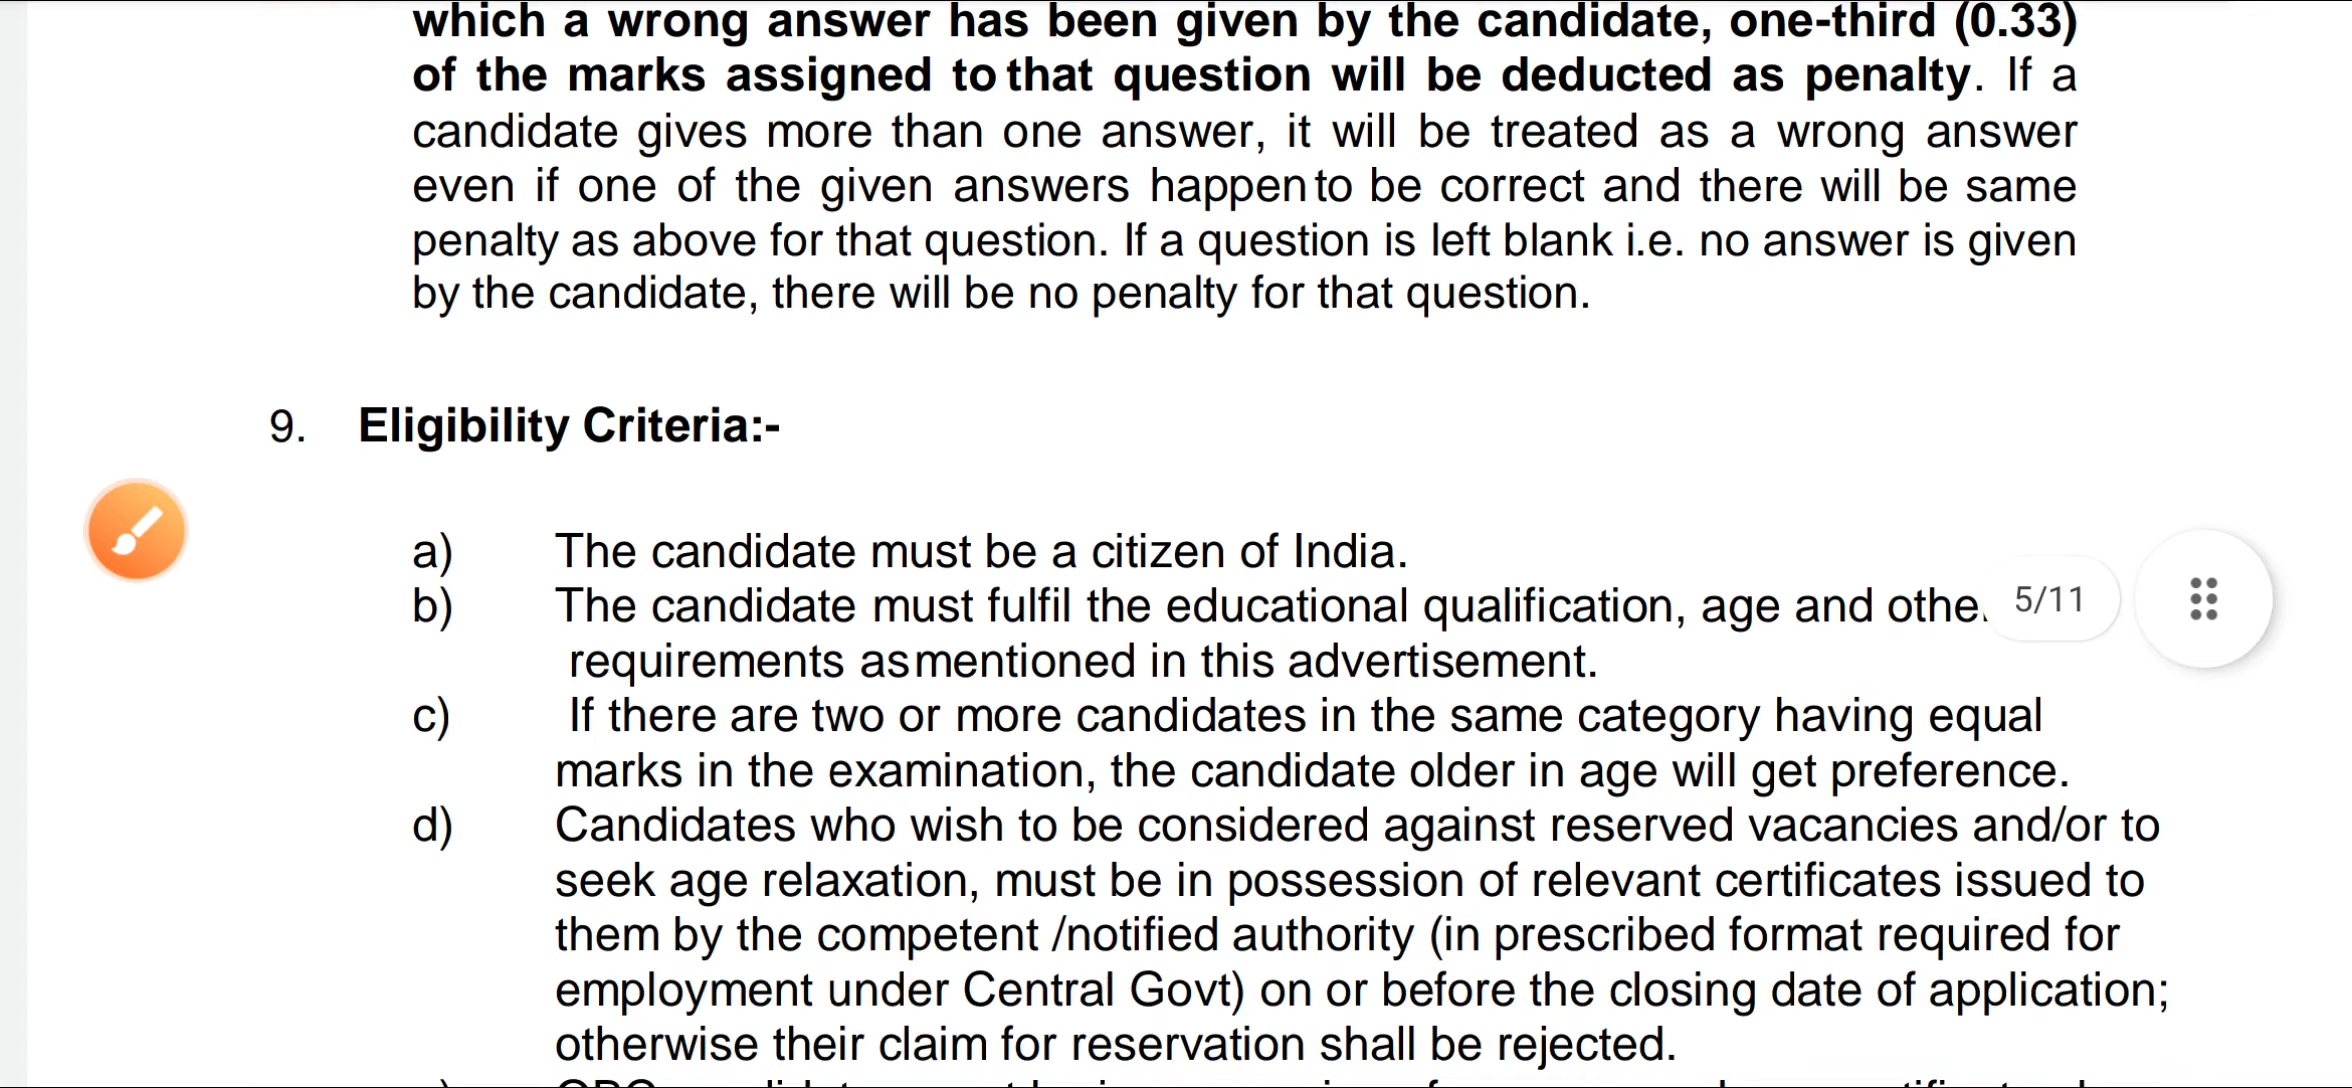 which a wrong answer has been given by the candidate, one-third (0.33)
of the marks assigned to that question will be deducted as penalty. If a
candidate gives more than one answer, it will be treated as a wrong answer
even if one of the given answers happen to be correct and there will be same
penalty as above for that question. If a question is left blank i.e. no answer is given
by the candidate, there will be no penalty for that question.
9. Eligibility Criteria:-
a) The candidate must be a citizen of India.
b) The candidate must fulfil the educational qualification, age and othe
5/11
requirements asmentioned in this advertisement.
c) If there are two or more candidates in the same category having equal
marks in the examination, the candidate older in age will get preference.
d) Candidates who wish to be considered against reserved vacancies and/or to
seek age relaxation, must be in possession of relevant certificates issued to
them by the competent /notified authority (in prescribed format required for
employment under Central Govt) on or before the closing date of application;
otherwise their claim for reservation shall be rejected.